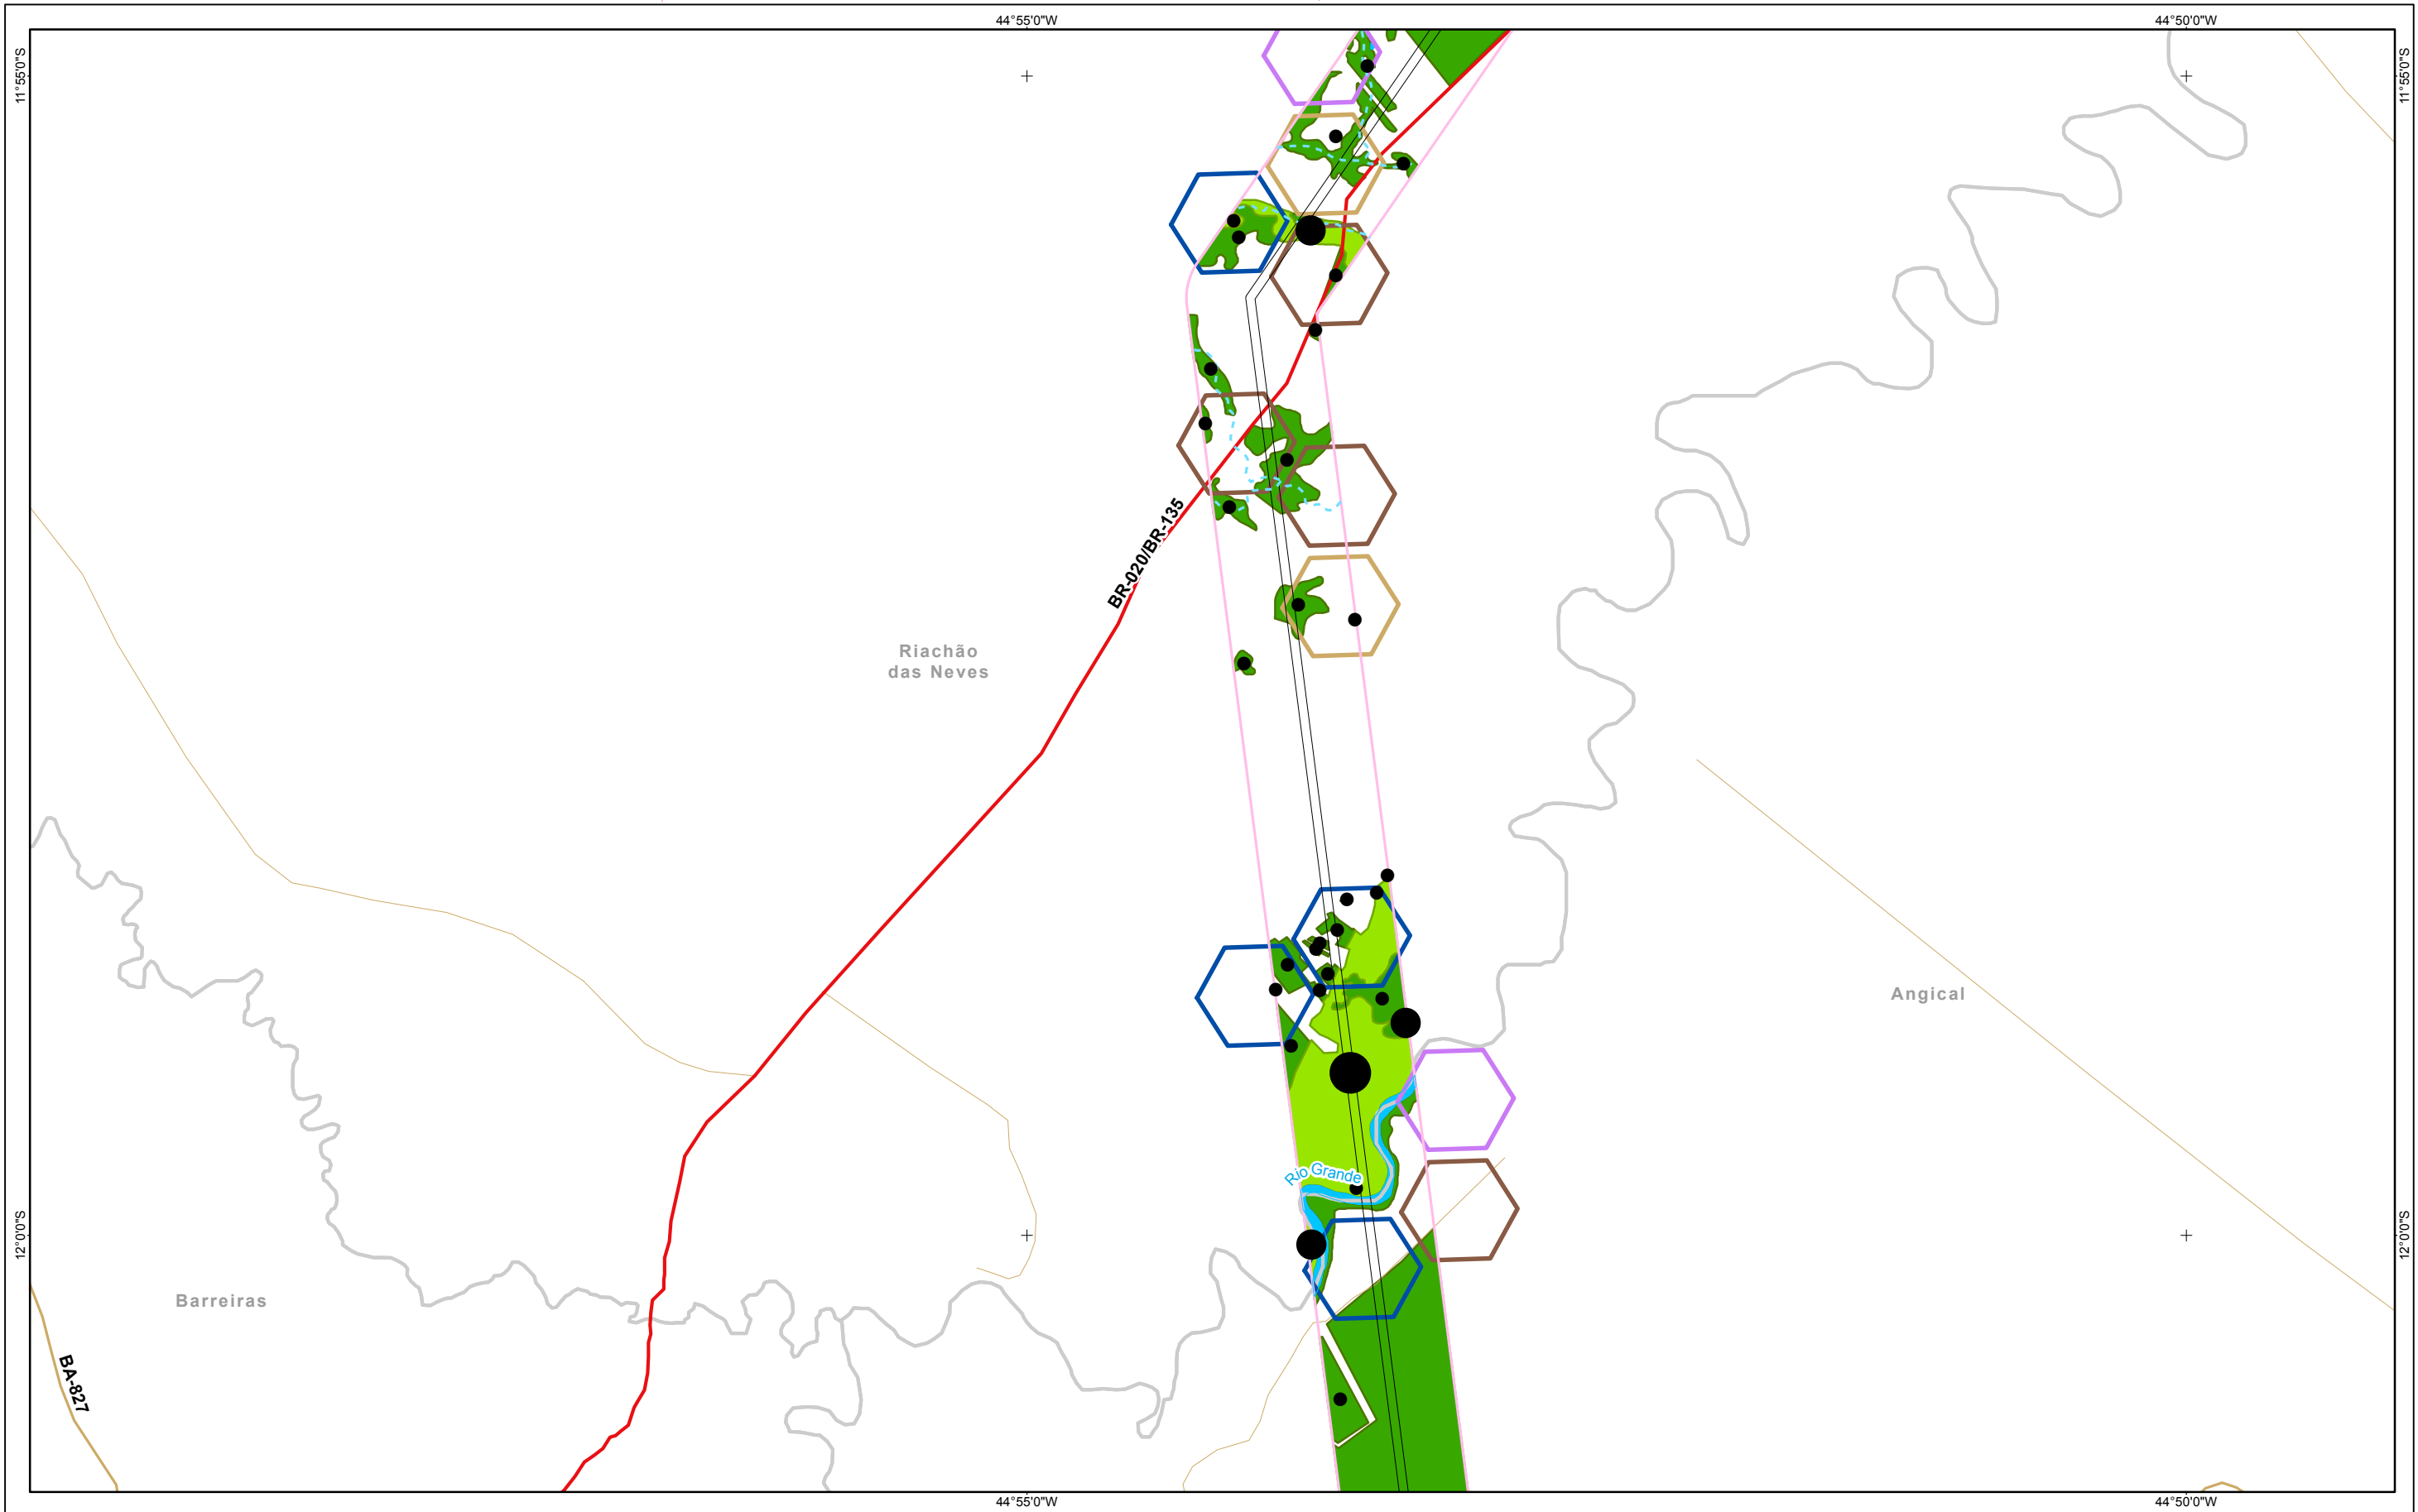 44°55'0"W
44°50'0"W
11°55'0"S
11°55'0"S
BR-020/BR-135
Riachão
das Neves
Angical
Rio Grande
12°0'0"S
12°0'0"S
Barreiras
BA-827
44°55'0"W
44°50'0"W